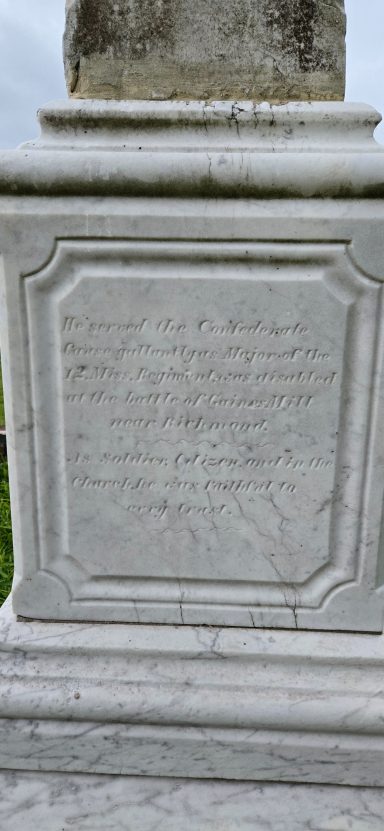 He served the Confederate
Cause gallantly as Major of the
12, Miss. Regiment, was disabled
at the battle of Gaines Mill
near Richmond.
As Soldier, Citizen, and in the
Church, he was faithful to
every trust.